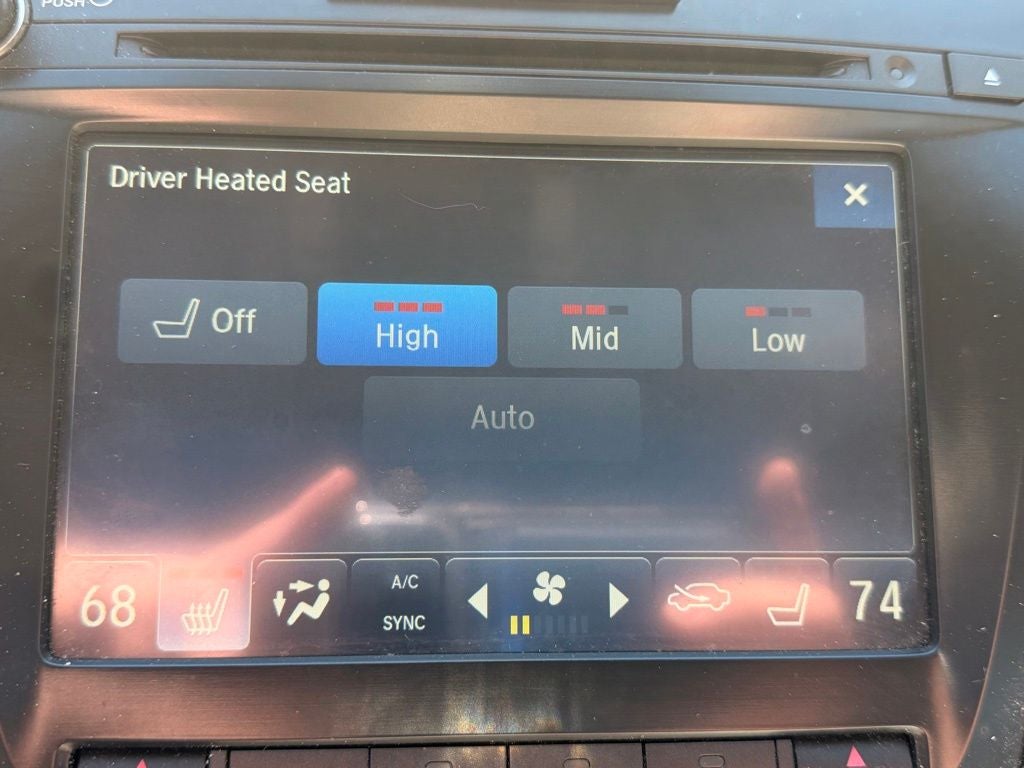 PUSH
Driver Heated Seat
Off
High
Mid
Low
Auto
68
A/C
SYNC
74